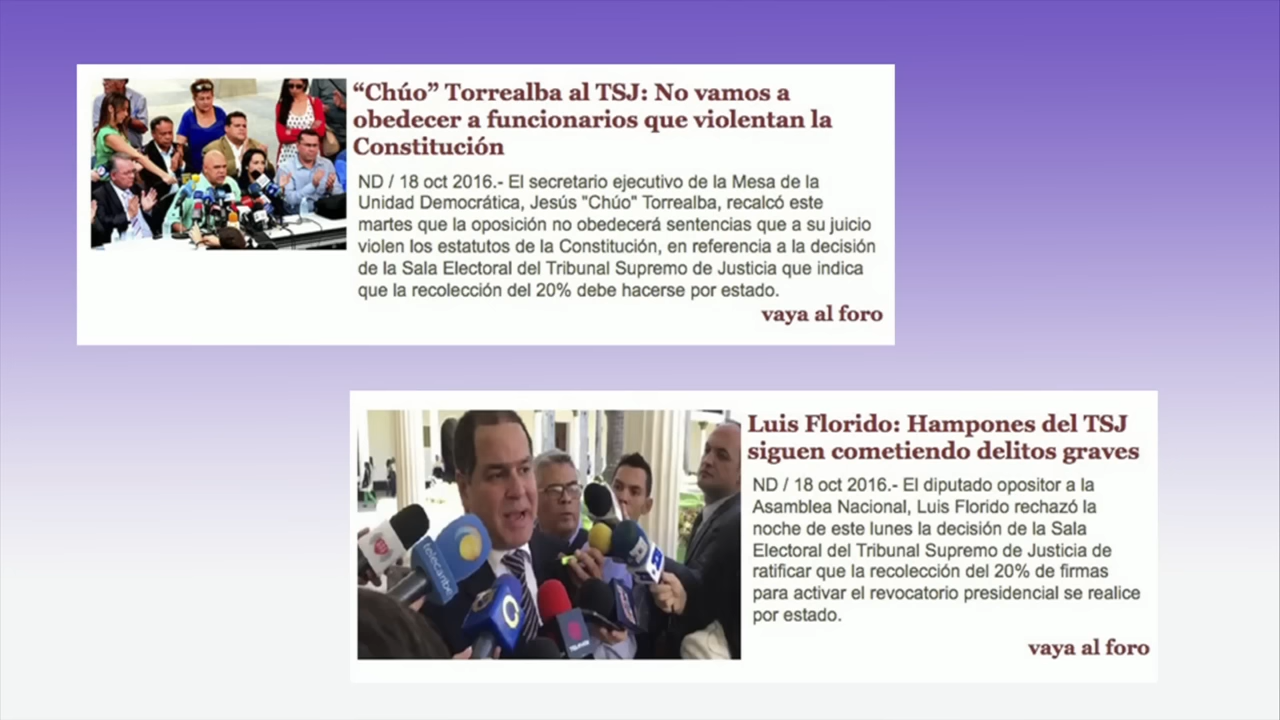 “Chúo” Torrealba al TSJ: No vamos a
obedecer a funcionarios que violentan la
Constitución
ND / 18 oct 2016.- El secretario ejecutivo de la Mesa de la
Unidad Democrática, Jesús "Chúo" Torrealba, recalcó este
martes que la oposición no obedecerá sentencias que a su juicio
violen los estatutos de la Constitución, en referencia a la decisión
de la Sala Electoral del Tribunal Supremo de Justicia que indica
que la recolección del 20% debe hacerse por estado.
vaya al foro
Luis Florido: Hampones del TSJ
siguen cometiendo delitos graves
ND / 18 oct 2016.- El diputado opositor a la
Asamblea Nacional, Luis Florido rechazó la
noche de este lunes la decisión de la Sala
Electoral del Tribunal Supremo de Justicia de
ratificar que la recolección del 20% de firmas
para activar el revocatorio presidencial se realice
por estado.
vaya al foro
telecaribe